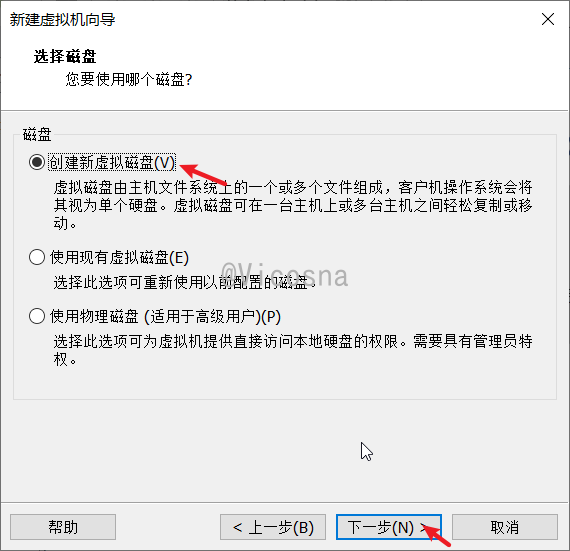 新建虚拟机向导
选择磁盘
您要使用哪个磁盘?
磁盘
创建新虚拟磁盘(V)
虚拟磁盘由主机文件系统上的一个或多个文件组成，客户机操作系统会将
其视为单个硬盘。虚拟磁盘可在一台主机上或多台主机之间轻松复制或移
动。
使用现有虚拟磁盘(E)
选择此选项可重新使用以前配置的磁盘。
@Vicosna
使用物理磁盘 (适用于高级用户)(P)
选择此选项可为虚拟机提供直接访问本地硬盘的权限。需要具有管理员特
权。
帮助
< 上一步(B)
下一步(N) >
取消